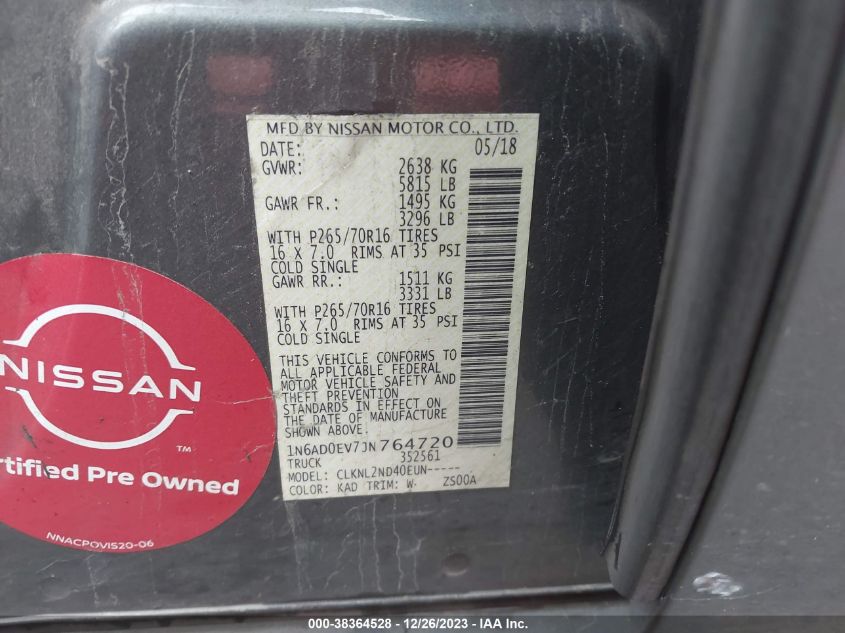 MFD BY NISSAN MOTOR CO., LTD.
DATE: 05/18
GVWR: 2638 KG
5815 LB
GAWR FR.: 1495 KG
3296 LB
WITH P265/70R16 TIRES
16 X 7.0 RIMS AT 35 PSI
COLD SINGLE
GAWR RR.: 1511 KG
3331 LB
WITH P265/70R16 TIRES
16 X 7.0 RIMS AT 35 PSI
COLD SINGLE
THIS VEHICLE CONFORMS TO
ALL APPLICABLE FEDERAL
MOTOR VEHICLE SAFETY AND
THEFT PREVENTION
STANDARDS IN EFFECT ON
THE DATE OF MANUFACTURE
SHOWN ABOVE.
1N6AD0EV7JN764720
TRUCK 352561
MODEL: CLKNL2ND40EUN-----
COLOR: KAD TRIM: W- ZS00A
NISSAN
TM
rtified Pre Owned
NNACPOVIS20-06
000-38364528 - 12/26/2023 - IAA Inc.